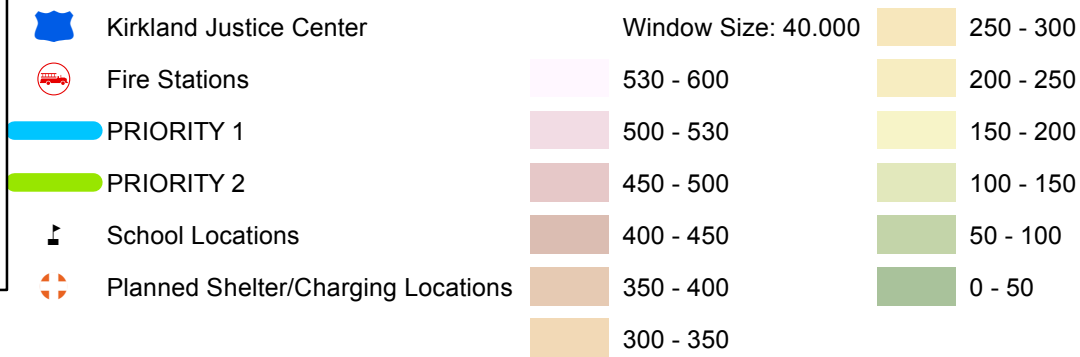 Kirkland Justice Center
Fire Stations
PRIORITY 1
PRIORITY 2
School Locations
Planned Shelter/Charging Locations
Window Size: 40.000
530 - 600
500 - 530
450 - 500
400 - 450
350 - 400
300 - 350
250 - 300
200 - 250
150 - 200
100 - 150
50 - 100
0 - 50